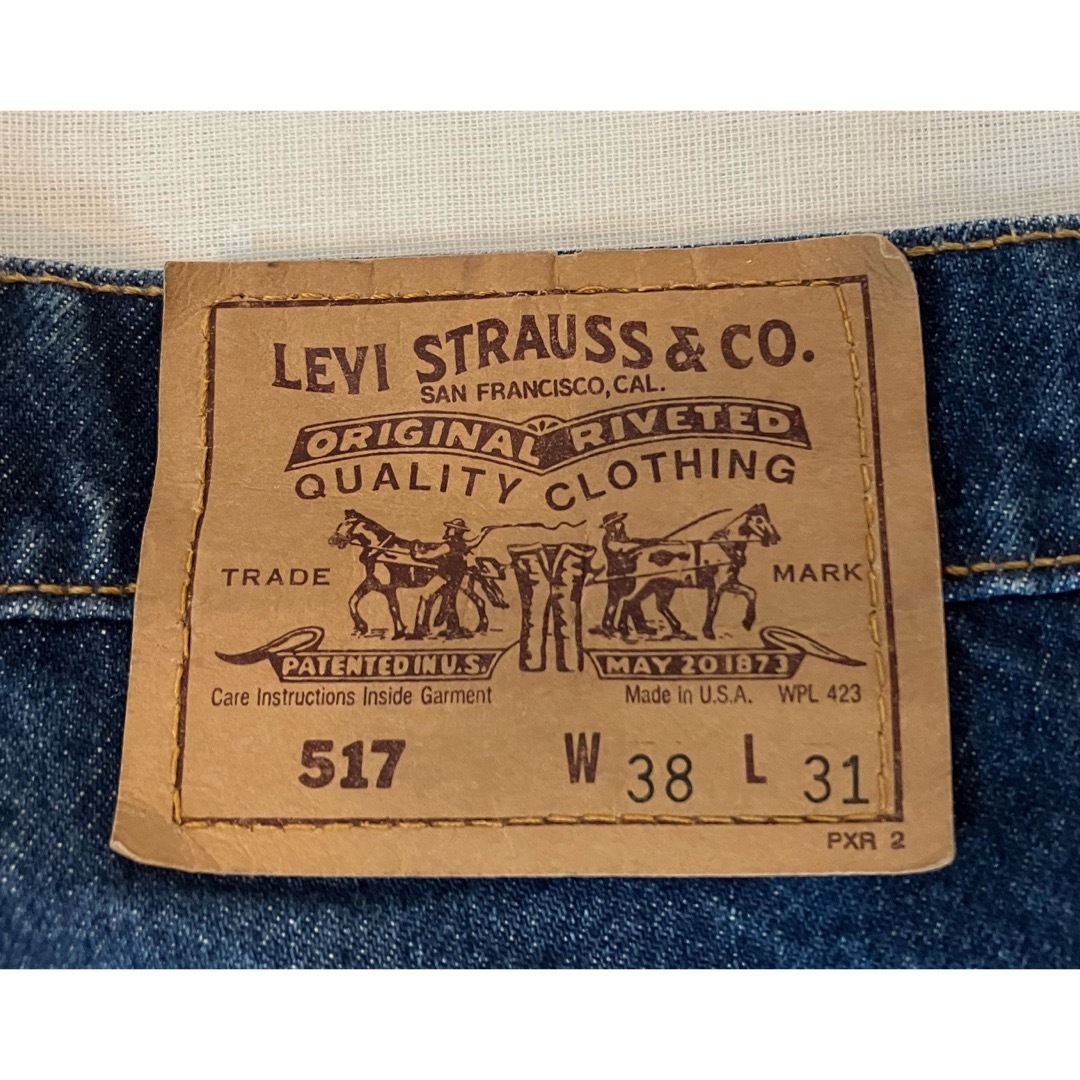 LEVI STRAUSS & CO.
SAN FRANCISCO, CAL.
ORIGINAL RIVETED
QUALITY CLOTHING
TRADE MARK
PATENTED IN U.S. MAY 20 1873
Care Instructions Inside Garment Made in U.S.A. WPL 423
517 W 38 L 31
PXR 2